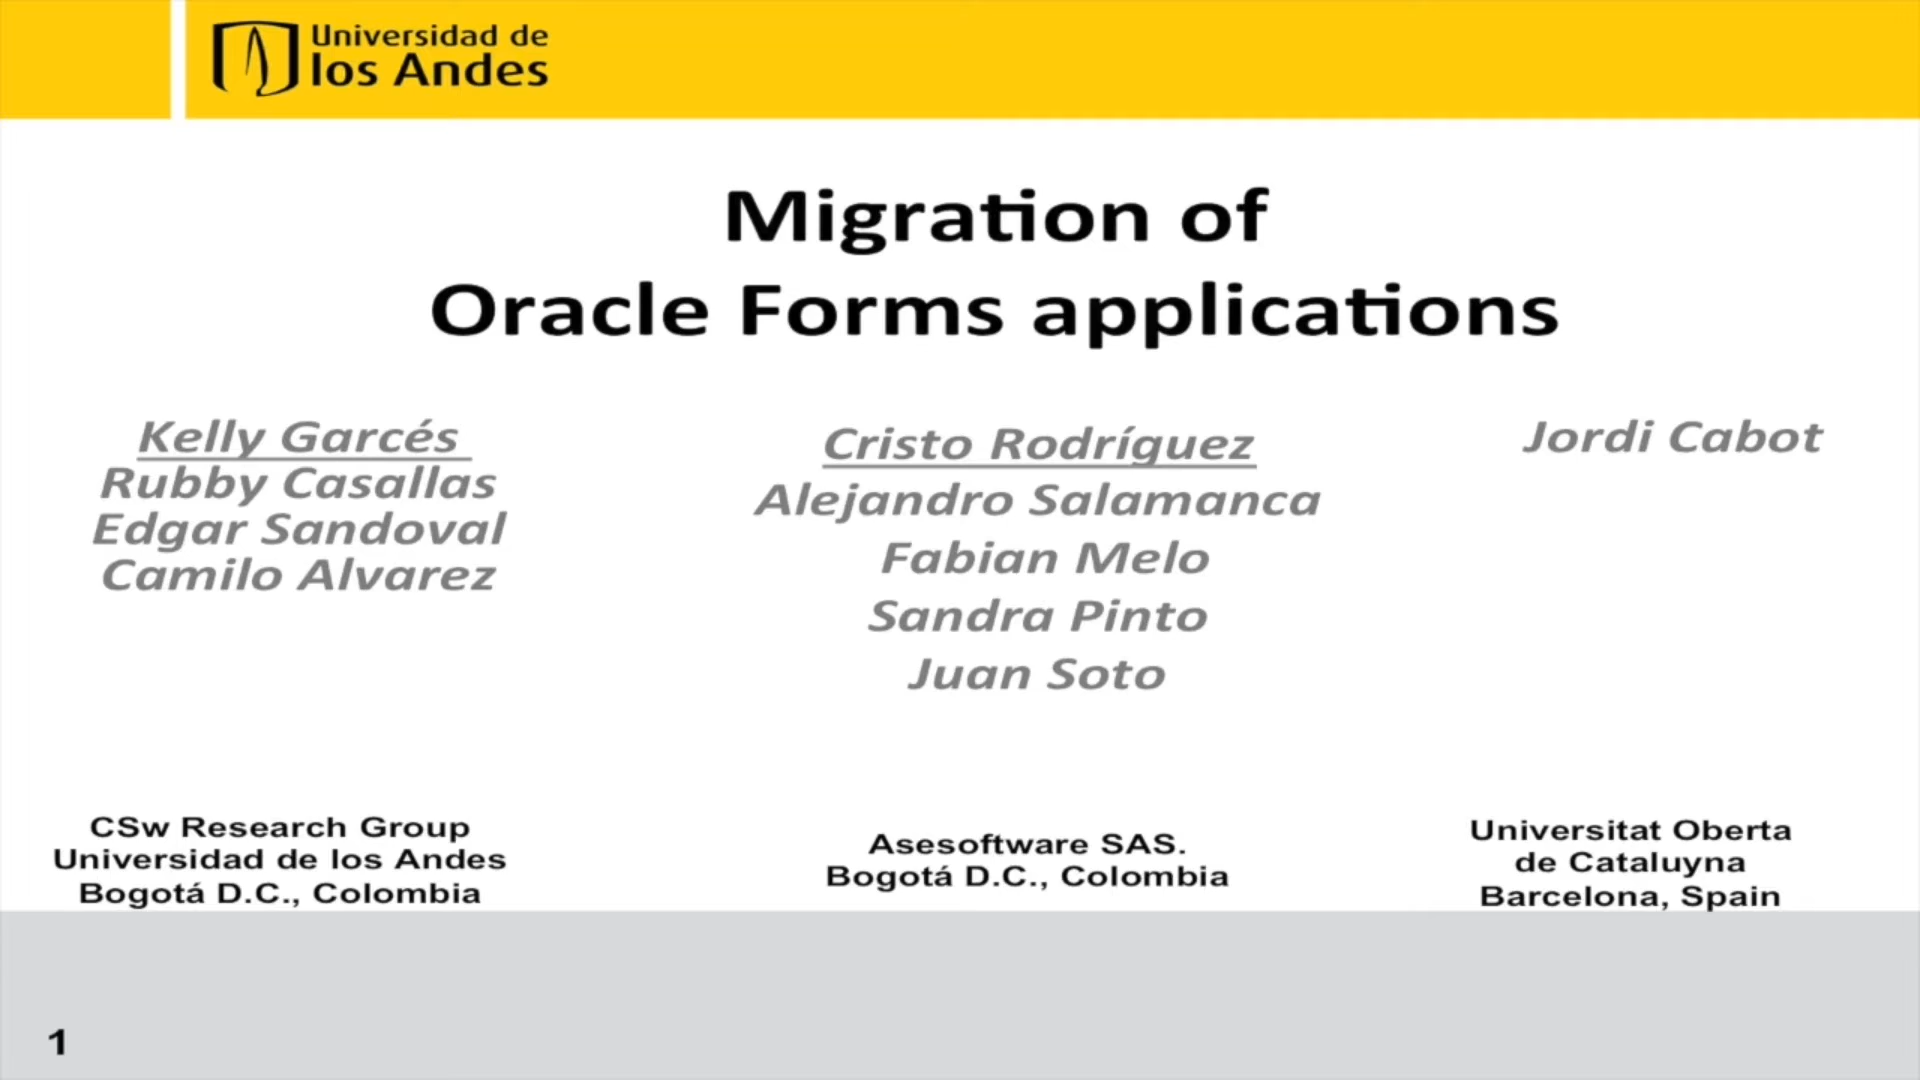 Universidad de
los Andes
Migration of
Oracle Forms applications
Kelly Garcés
Rubby Casallas
Edgar Sandoval
Camilo Alvarez
Cristo Rodríguez
Alejandro Salamanca
Fabian Melo
Sandra Pinto
Juan Soto
Jordi Cabot
CSw Research Group
Universidad de los Andes
Bogotá D.C., Colombia
Asesoftware SAS.
Bogotá D.C., Colombia
Universitat Oberta
de Cataluyna
Barcelona, Spain
1